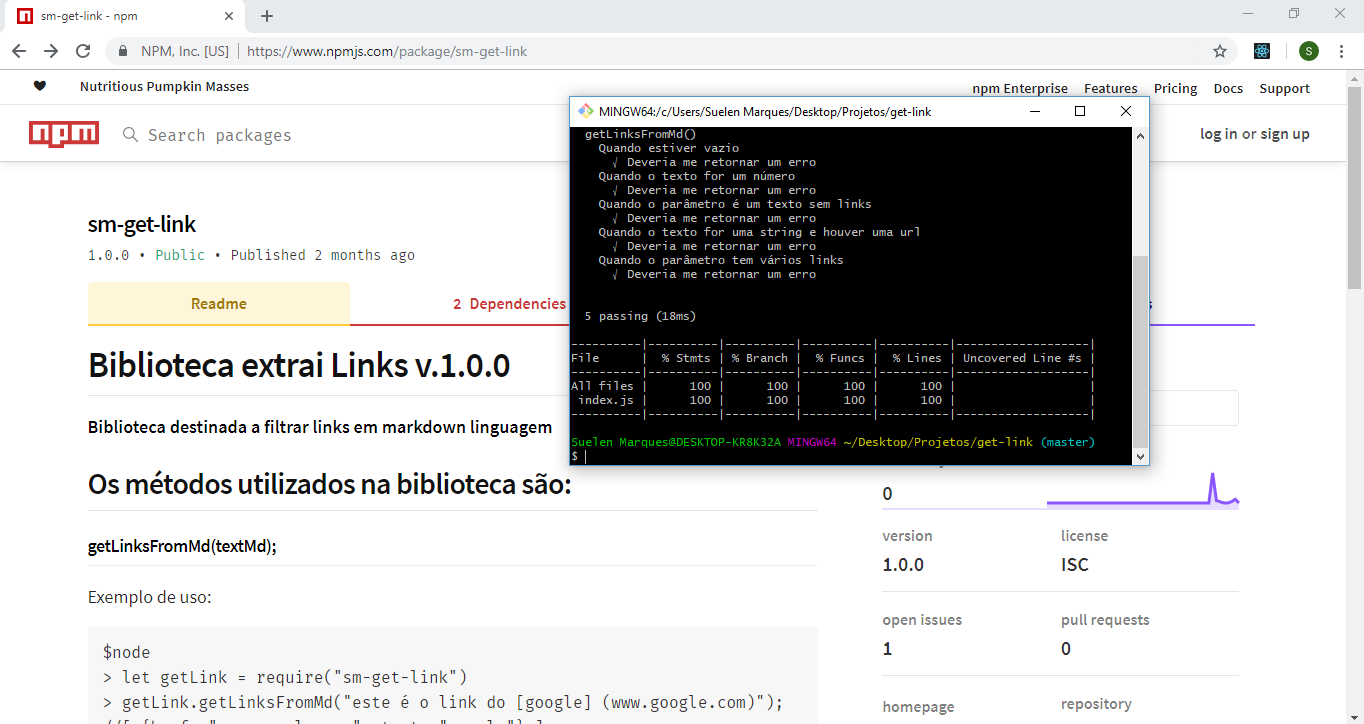 sm-get-link - npm
NPM, Inc. [US] | https://www.npmjs.com/package/sm-get-link
S
Nutritious Pumpkin Masses
npm Enterprise Features Pricing Docs Support
npm
Search packages
log in or sign up
sm-get-link
1.0.0 • Public • Published 2 months ago
Readme
2 Dependencies
Biblioteca extrai Links v.1.0.0
Biblioteca destinada a filtrar links em markdown linguagem
Os métodos utilizados na biblioteca são:
getLinksFromMd(textMd);
Exemplo de uso:
$node
> let getLink = require("sm-get-link")
> getLink.getLinksFromMd("este é o link do [google] (www.google.com)");
MINGW64:/c/Users/Suelen Marques/Desktop/Projetos/get-link
getLinksFromMd()
Quando estiver vazio
√ Deveria me retornar um erro
Quando o texto for um número
√ Deveria me retornar um erro
Quando o parâmetro é um texto sem links
√ Deveria me retornar um erro
Quando o texto for uma string e houver uma url
√ Deveria me retornar um erro
Quando o parâmetro tem vários links
√ Deveria me retornar um erro
5 passing (18ms)
----------|----------|----------|----------|----------|-------------------|
File | % Stmts | % Branch | % Funcs | % Lines | Uncovered Line #s |
----------|----------|----------|----------|----------|-------------------|
All files | 100 | 100 | 100 | 100 | |
index.js | 100 | 100 | 100 | 100 | |
----------|----------|----------|----------|----------|-------------------|
Suelen Marques@DESKTOP-KR8K32A MINGW64 ~/Desktop/Projetos/get-link (master)
$
0
version license
1.0.0 ISC
open issues pull requests
1 0
homepage repository